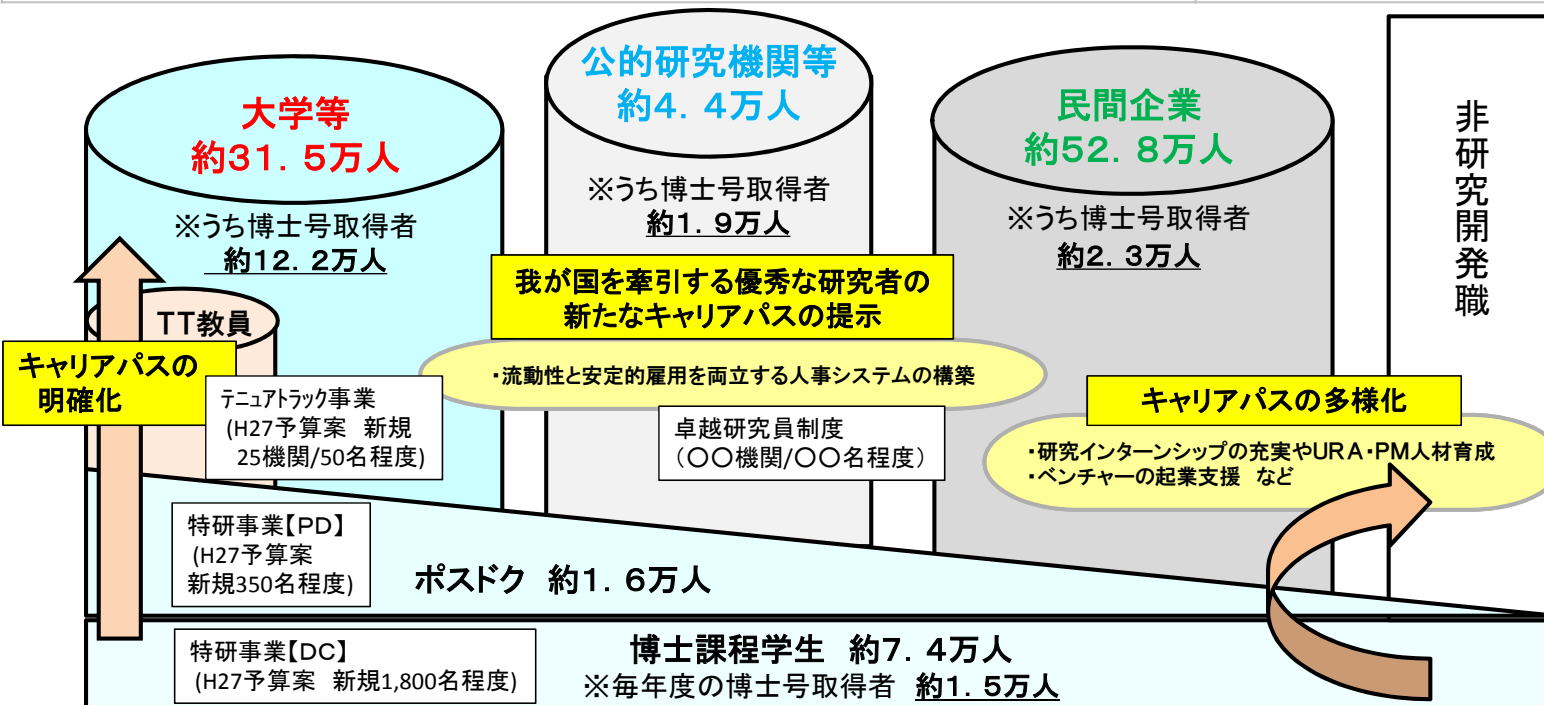 大学等
約31．5万人
※うち博士号取得者
約12．2万人
公的研究機関等
約4．4万人
※うち博士号取得者
約1．9万人
民間企業
約52．8万人
※うち博士号取得者
約2．3万人
非研究開発職
我が国を牽引する優秀な研究者の
新たなキャリアパスの提示
・流動性と安定的雇用を両立する人事システムの構築
TT教員
キャリアパスの
明確化
テニュアトラック事業
(H27予算案　新規
25機関/50名程度)
卓越研究員制度
（〇〇機関/〇〇名程度）
キャリアパスの多様化
・研究インターンシップの充実やURA・PM人材育成
・ベンチャーの起業支援　など
特研事業【PD】
(H27予算案
新規350名程度)
ポスドク　約1．6万人
特研事業【DC】
(H27予算案　新規1,800名程度)
博士課程学生　約7．4万人
※毎年度の博士号取得者　約1．5万人